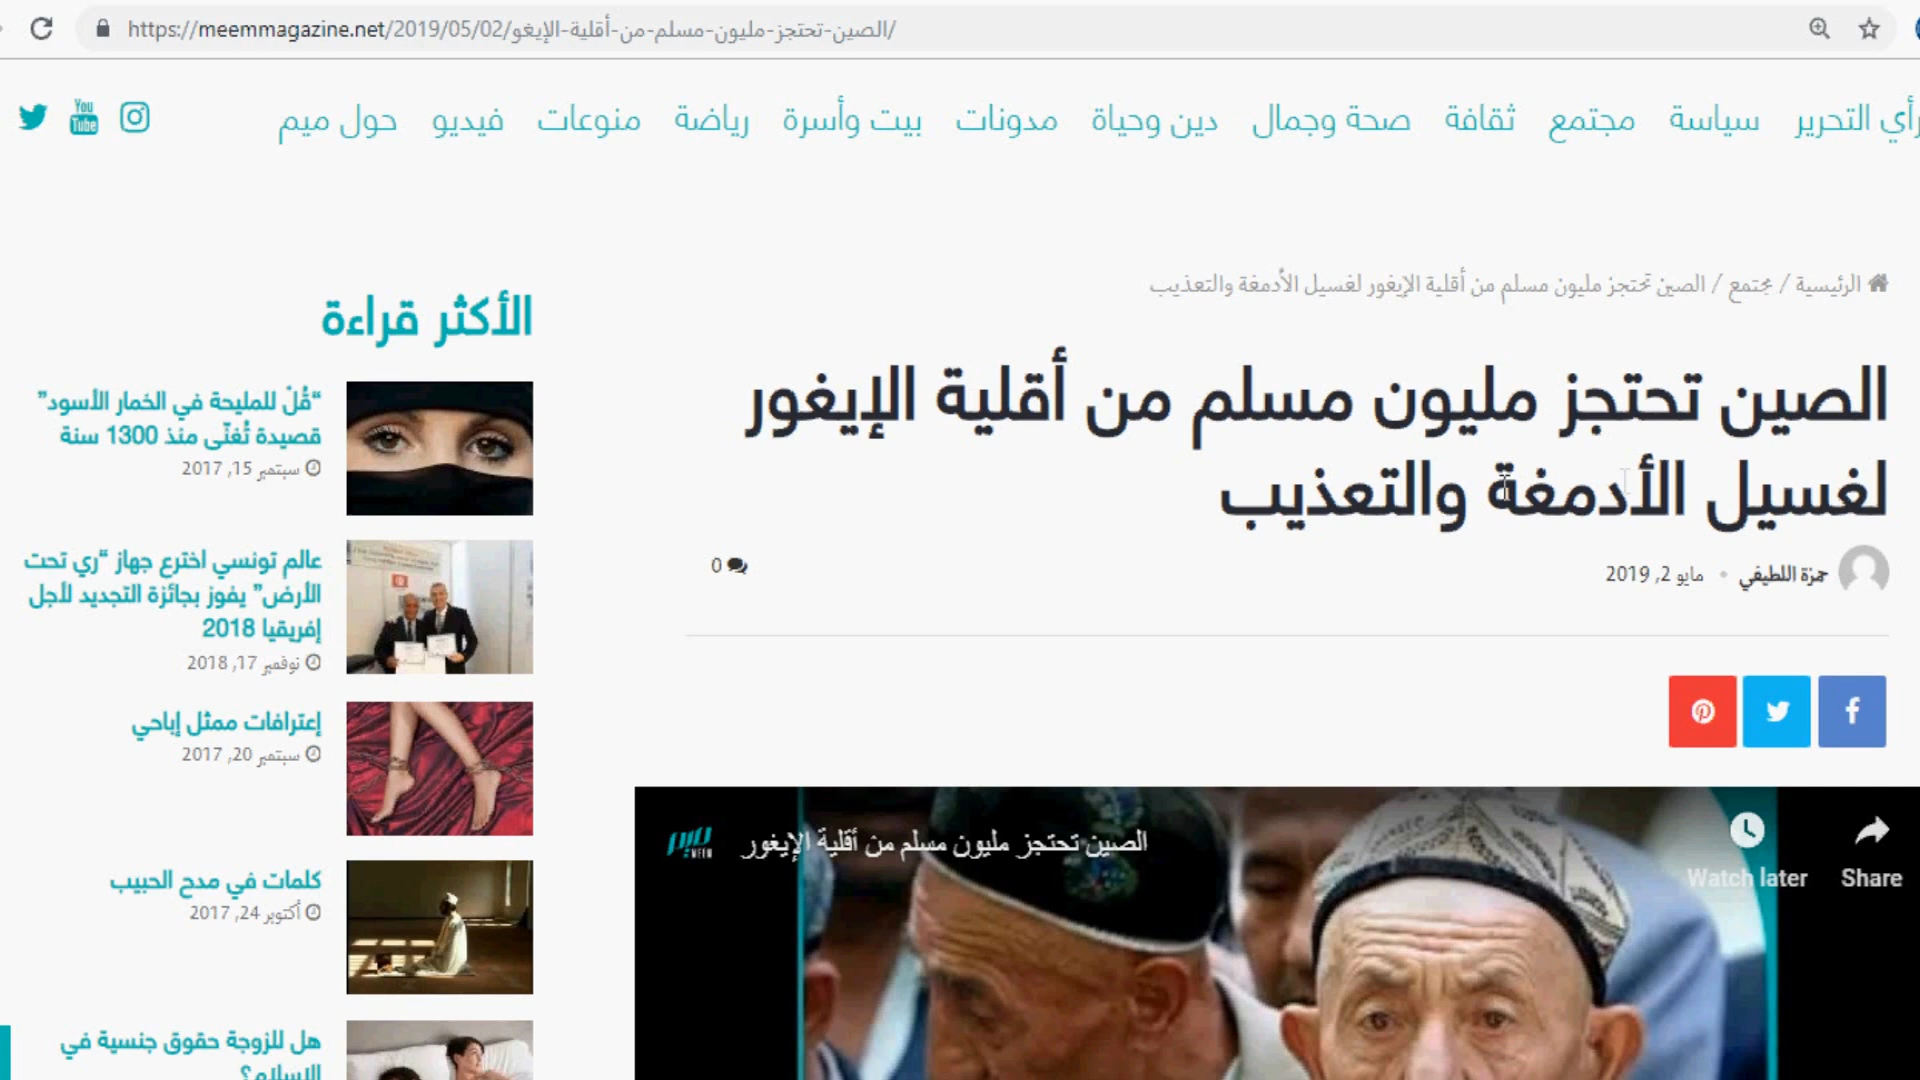 https://meemmagazine.net/2019/05/02/الصين-تحتجز-مليون-مسلم-من-أقلية-الإيغو/
رأي التحرير سياسة مجتمع ثقافة صحة وجمال دين وحياة مدونات بيت وأسرة رياضة منوعات فيديو حول ميم
You Tube
الرئيسية / مجتمع / الصين تحتجز مليون مسلم من أقلية الإيغور لغسيل الأدمغة والتعذيب
الصين تحتجز مليون مسلم من أقلية الإيغور
لغسيل الأدمغة والتعذيب
حمزة اللطيفي • مايو 2, 2019
0
الصين تحتجز مليون مسلم من أقلية الإيغور
ميم
MEEM
Watch later
Share
الأكثر قراءة
“قُلْ للمليحة في الخمار الأسود”
قصيدة تُغنّى منذ 1300 سنة
سبتمبر 15, 2017
عالم تونسي اخترع جهاز “ري تحت
الأرض” يفوز بجائزة التجديد لأجل
إفريقيا 2018
نوفمبر 17, 2018
إعترافات ممثل إباحي
سبتمبر 20, 2017
كلمات في مدح الحبيب
أكتوبر 24, 2017
هل للزوجة حقوق جنسية في
الإسلام؟